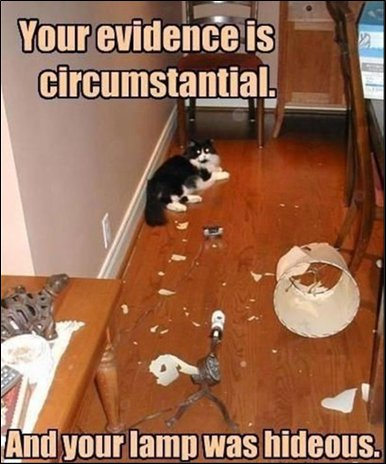 Your evidence is
circumstantial.
And your lamp was hideous.